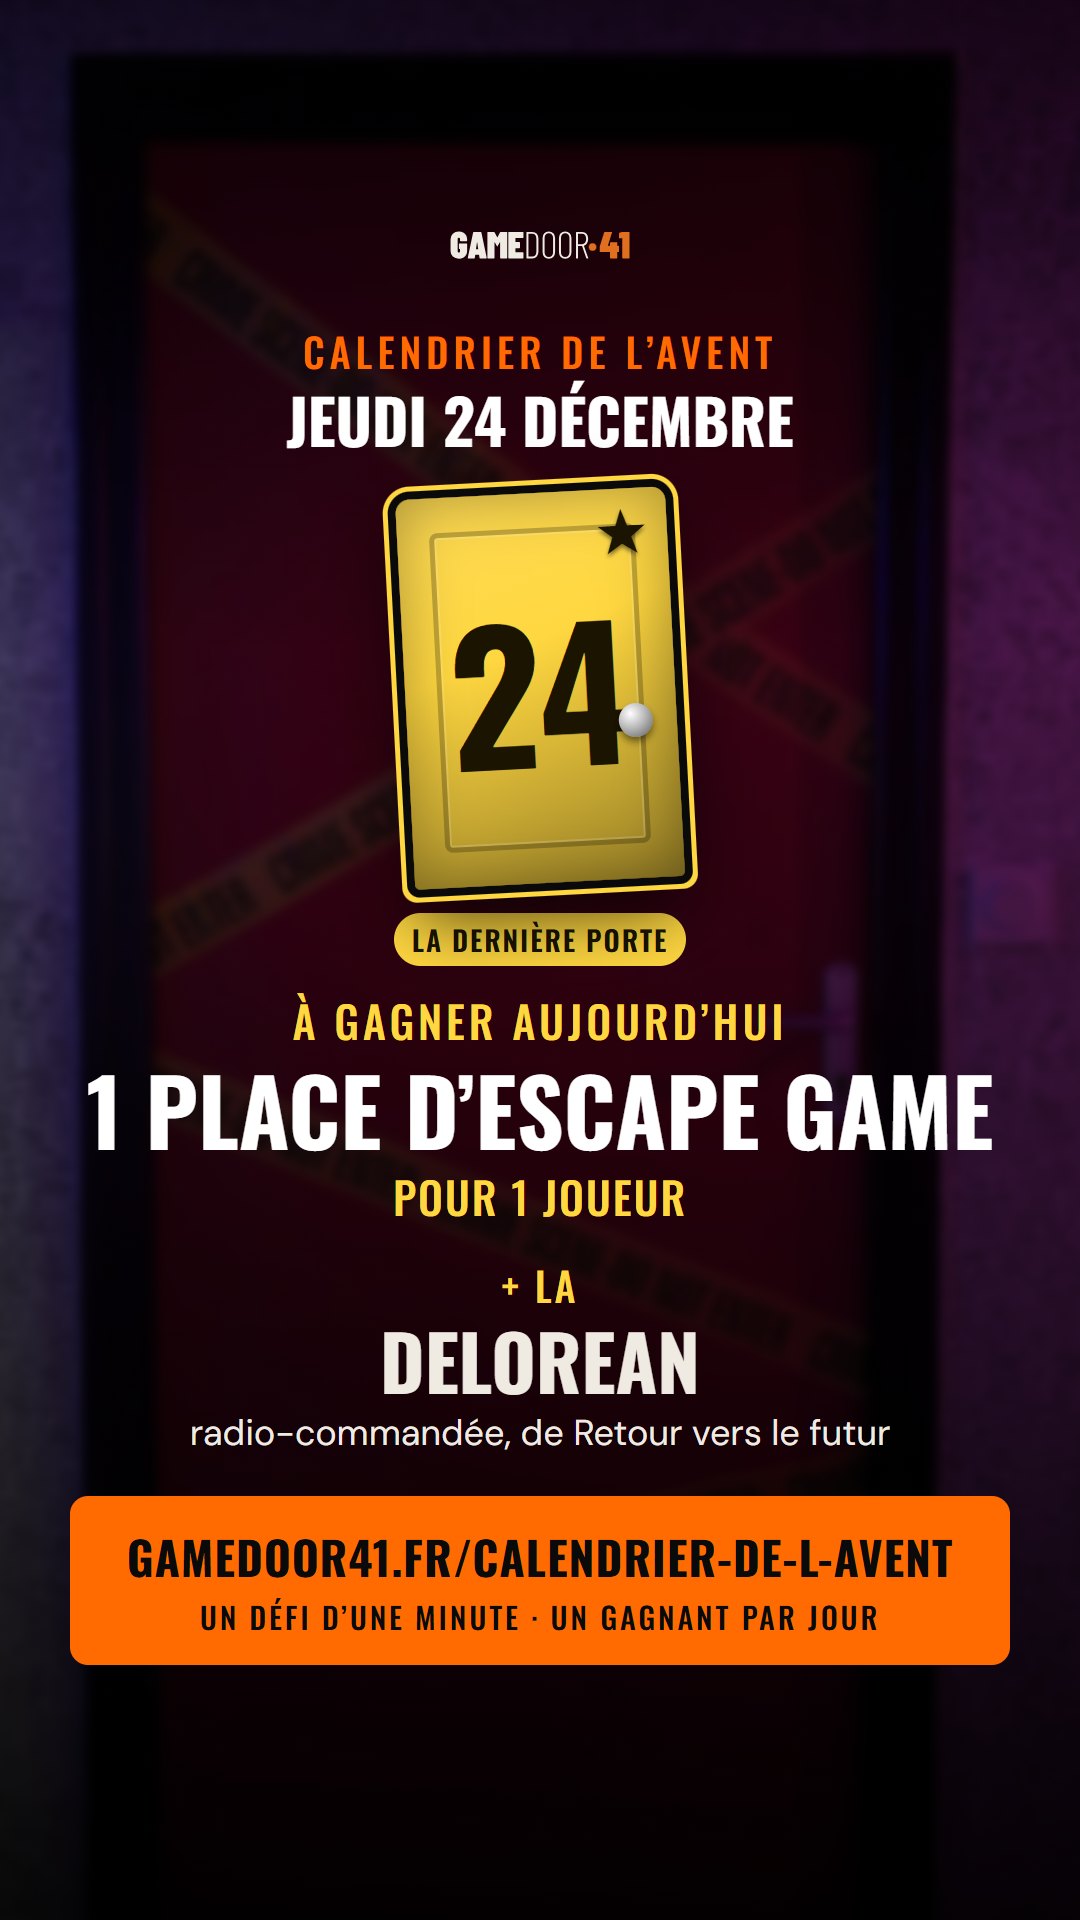 GAMEDOOR·41
CALENDRIER DE L’AVENT
JEUDI 24 DÉCEMBRE
24
LA DERNIÈRE PORTE
À GAGNER AUJOURD’HUI
1 PLACE D’ESCAPE GAME
POUR 1 JOUEUR
+ LA
DELOREAN
radio-commandée, de Retour vers le futur
GAMEDOOR41.FR/CALENDRIER-DE-L-AVENT
UN DÉFI D’UNE MINUTE · UN GAGNANT PAR JOUR